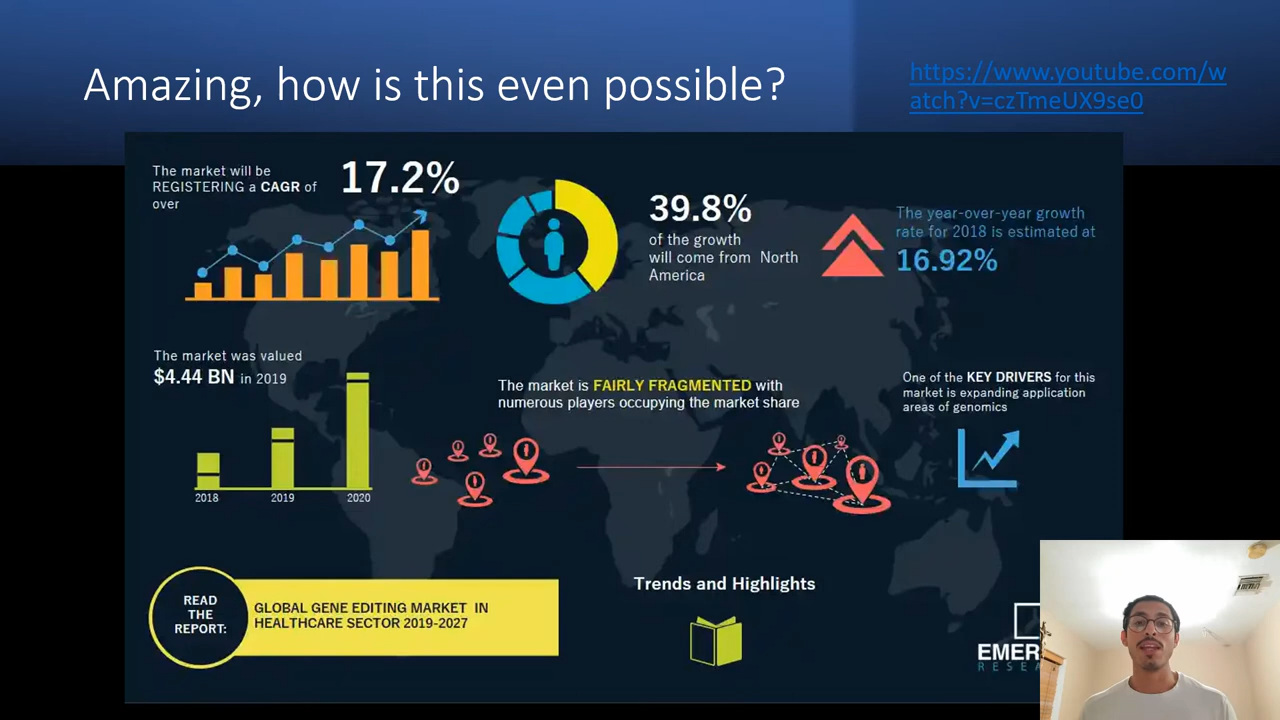 Amazing, how is this even possible?
https://www.youtube.com/w
atch?v=czTmeUX9se0
The market will be
REGISTERING a CAGR of
over
17.2%
39.8%
of the growth
will come from North
America
The year-over-year growth
rate for 2018 is estimated at
16.92%
The market was valued
$4.44 BN in 2019
2018 2019 2020
The market is FAIRLY FRAGMENTED with
numerous players occupying the market share
One of the KEY DRIVERS for this
market is expanding application
areas of genomics
READ
THE
REPORT:
GLOBAL GENE EDITING MARKET IN
HEALTHCARE SECTOR 2019-2027
Trends and Highlights